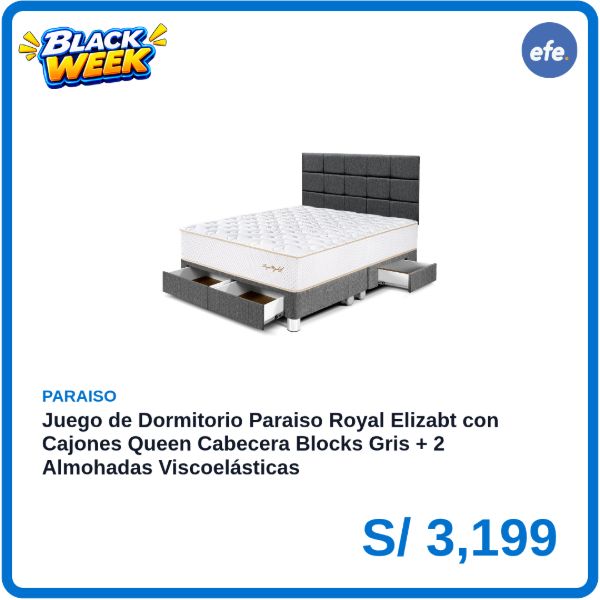 BLACK
WEEK
efe.
PARAISO
Juego de Dormitorio Paraiso Royal Elizabt con
Cajones Queen Cabecera Blocks Gris + 2
Almohadas Viscoelásticas
S/ 3,199